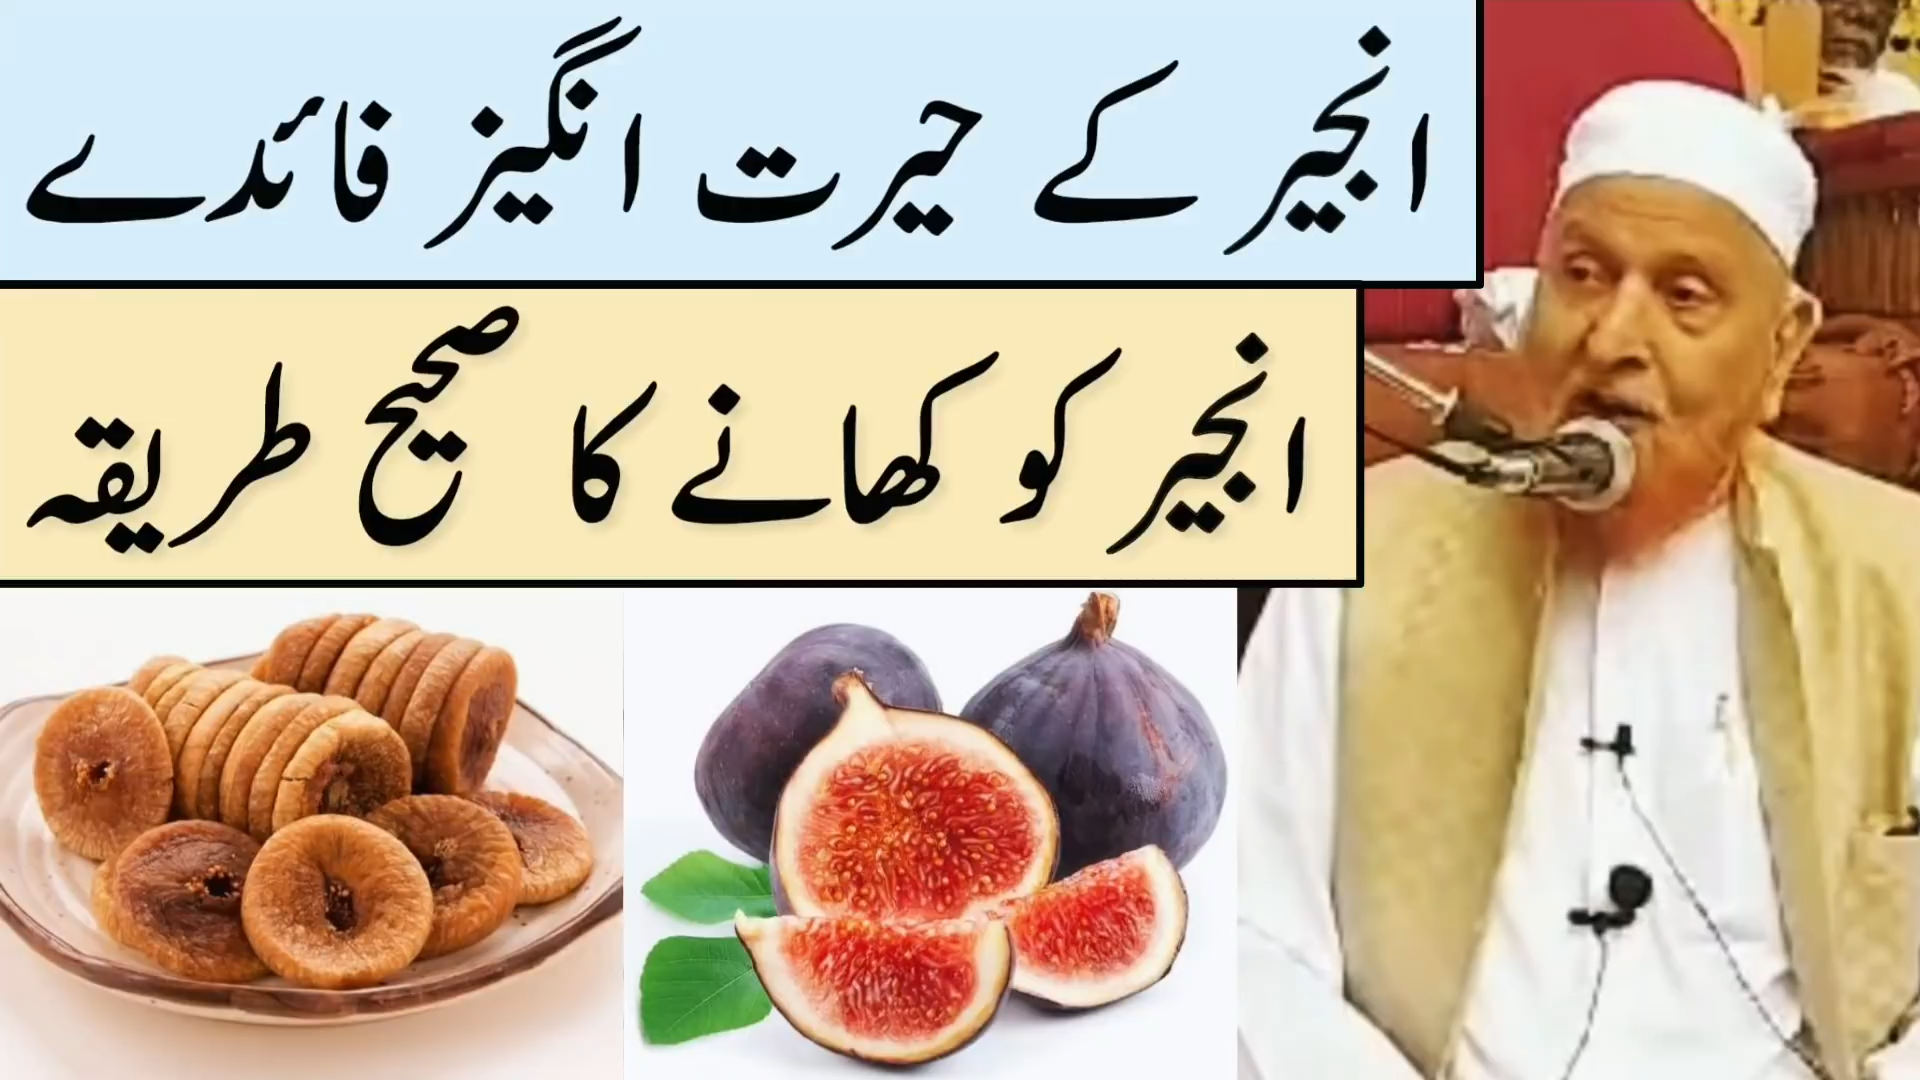 انجیر کے حیرت انگیز فائدے
انجیر کو کھانے کا صحیح طریقہ